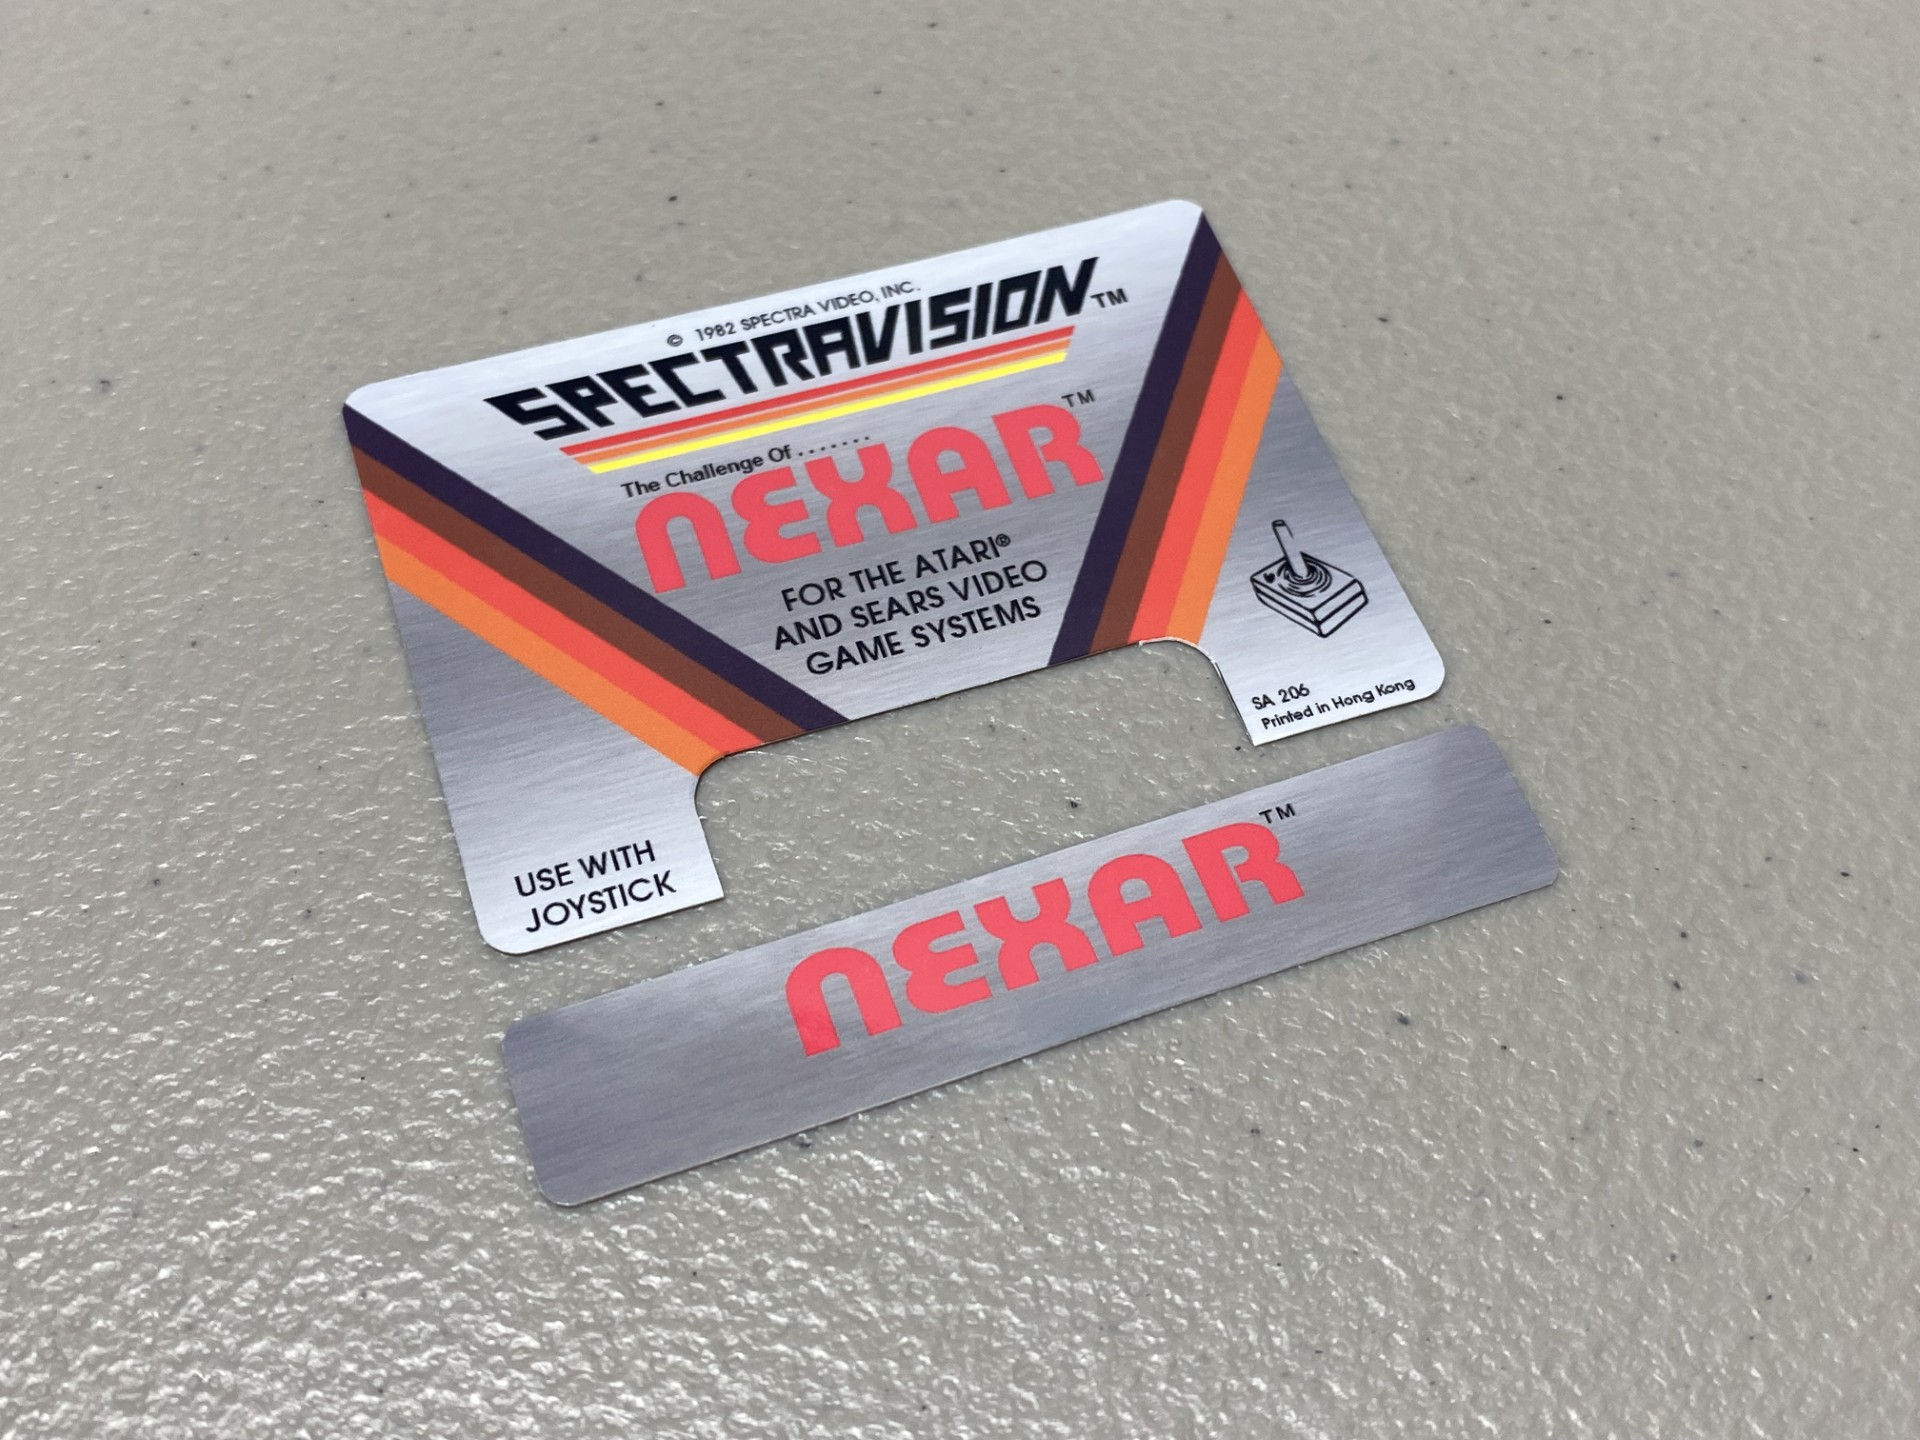 © 1982 SPECTRA VIDEO, INC.
SPECTRAVISION™
The Challenge Of.......
NEXAR™
FOR THE ATARI®
AND SEARS VIDEO
GAME SYSTEMS
USE WITH
JOYSTICK
SA 206
Printed in Hong Kong
NEXAR™